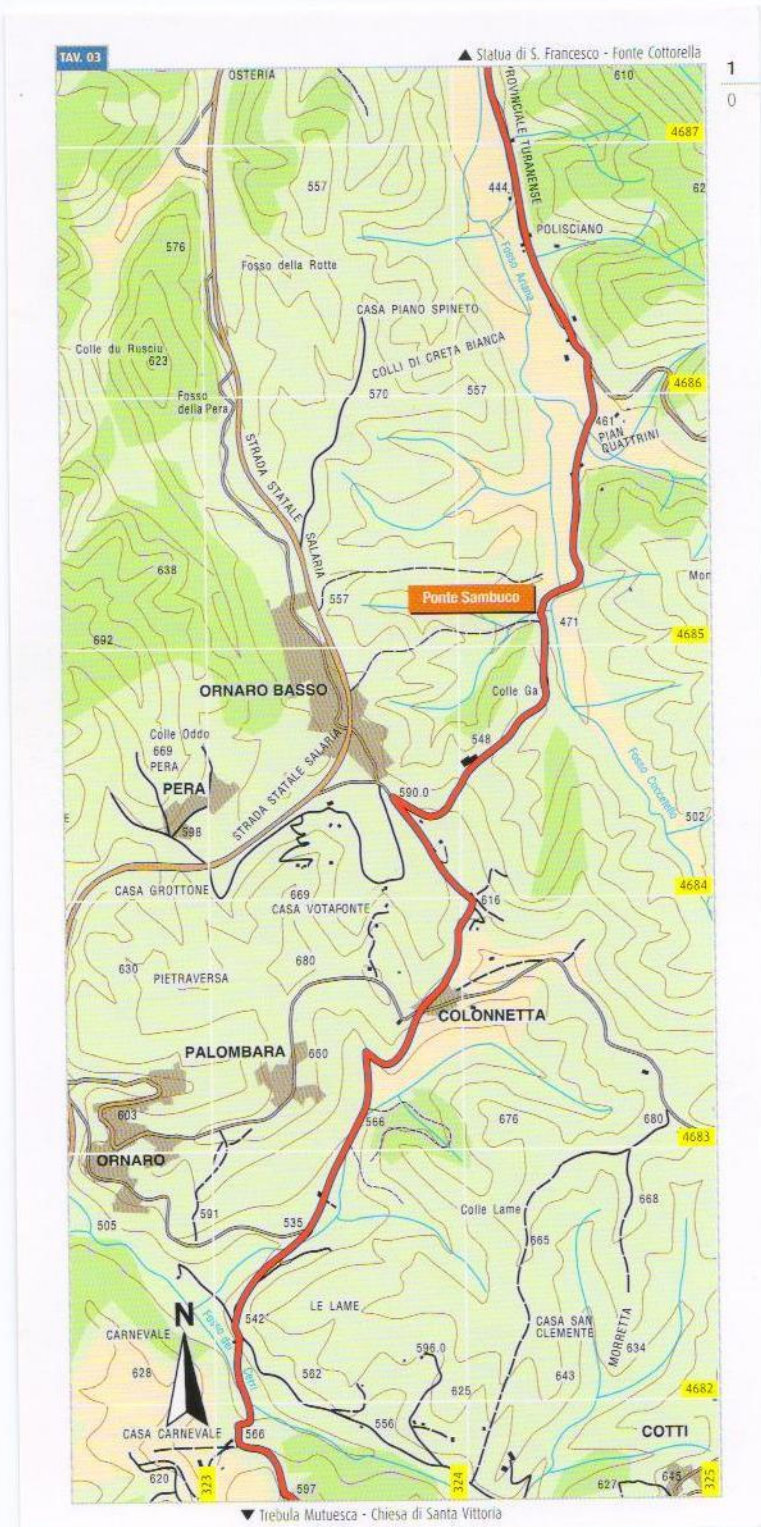 TAV. 03
▲ Statua di S. Francesco - Fonte Cottorella
1
0
OSTERIA
ROVINCIALE TURANENSE
610
4687
557
444
62
POLISCIANO
576
Fosso della Rotte
Fosso Ariana
CASA PIANO SPINETO
Colle du Rusciu
623
COLLI DI CRETA BIANCA
570
557
4686
Fosso
della Pera
461
PIAN
QUATTRINI
STRADA STATALE
SALARIA
638
557
Ponte Sambuco
Mon
471
692
4685
ORNARO BASSO
Colle Ga
Colle Oddo
669
PERA
548
STRADA STATALE SALARIA
PERA
590.0
502
598
E
CASA GROTTONE
669
4684
CASA VOTAFONTE
616
630
PIETRAVERSA
680
COLONNETTA
PALOMBARA
660
603
566
676
680
4683
ORNARO
668
505
591
535
Colle Lame
665
N
542
LE LAME
CARNEVALE
Fosso dei Cerri
CASA SAN
CLEMENTE
MORRETTA
634
628
562
596.0
643
625
4682
556
CASA CARNEVALE
566
COTTI
620
323
597
324
627
645
325
▼ Trebula Mutuesca - Chiesa di Santa Vittoria